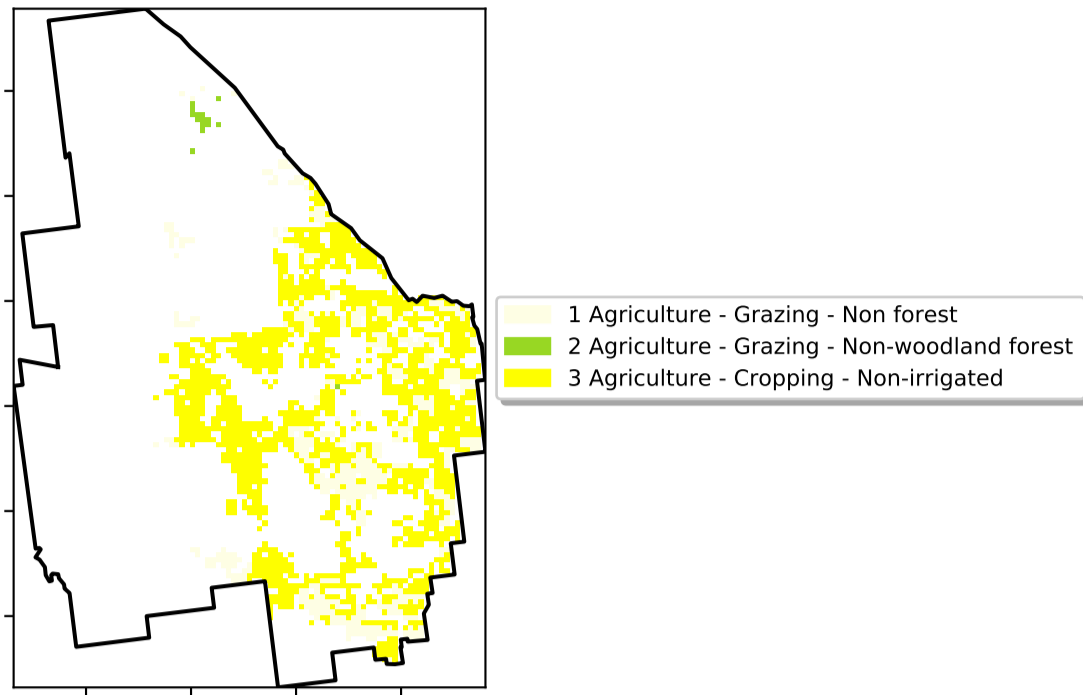 1 Agriculture - Grazing - Non forest
2 Agriculture - Grazing - Non-woodland forest
3 Agriculture - Cropping - Non-irrigated